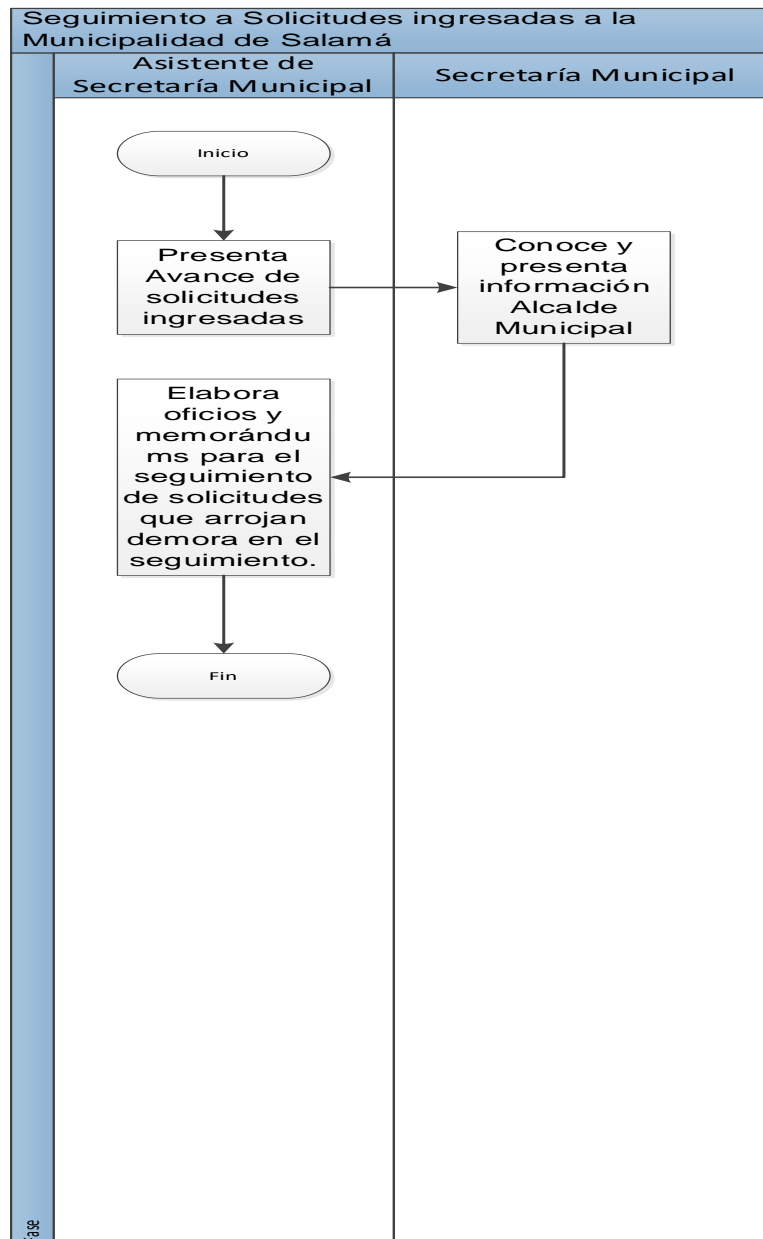 Seguimiento a Solicitudes ingresadas a la
Municipalidad de Salamá
Asistente de
Secretaría Municipal
Secretaría Municipal
Inicio
Presenta
Avance de
solicitudes
ingresadas
Conoce y
presenta
información
Alcalde
Municipal
Elabora
oficios y
memorándu
ms para el
seguimiento
de solicitudes
que arrojan
demora en el
seguimiento.
Fin
Fase